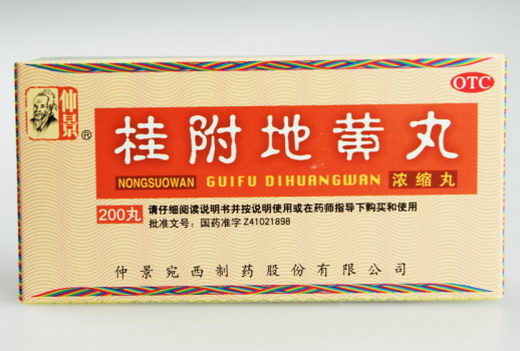 OTC
仲景®
桂附地黄丸
NONGSUOWAN GUIFU DIHUANGWAN 浓缩丸
200丸
请仔细阅读说明书并按说明使用或在药师指导下购买和使用
批准文号：国药准字Z41021898
仲景宛西制药股份有限公司